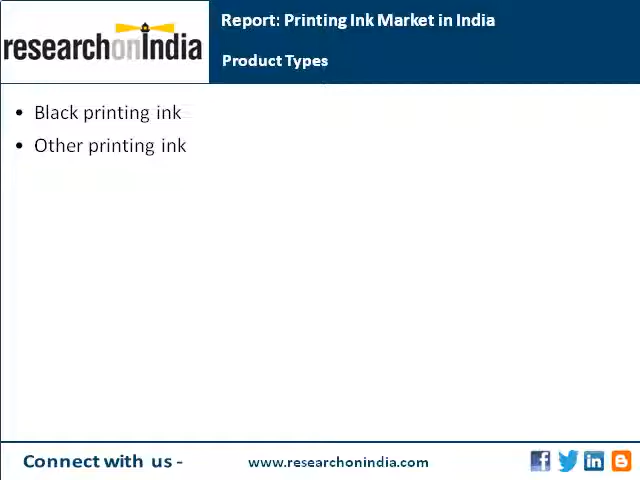 researchonindia
Report: Printing Ink Market in India
Product Types
• Black printing ink
• Other printing ink
Connect with us -
www.researchonindia.com